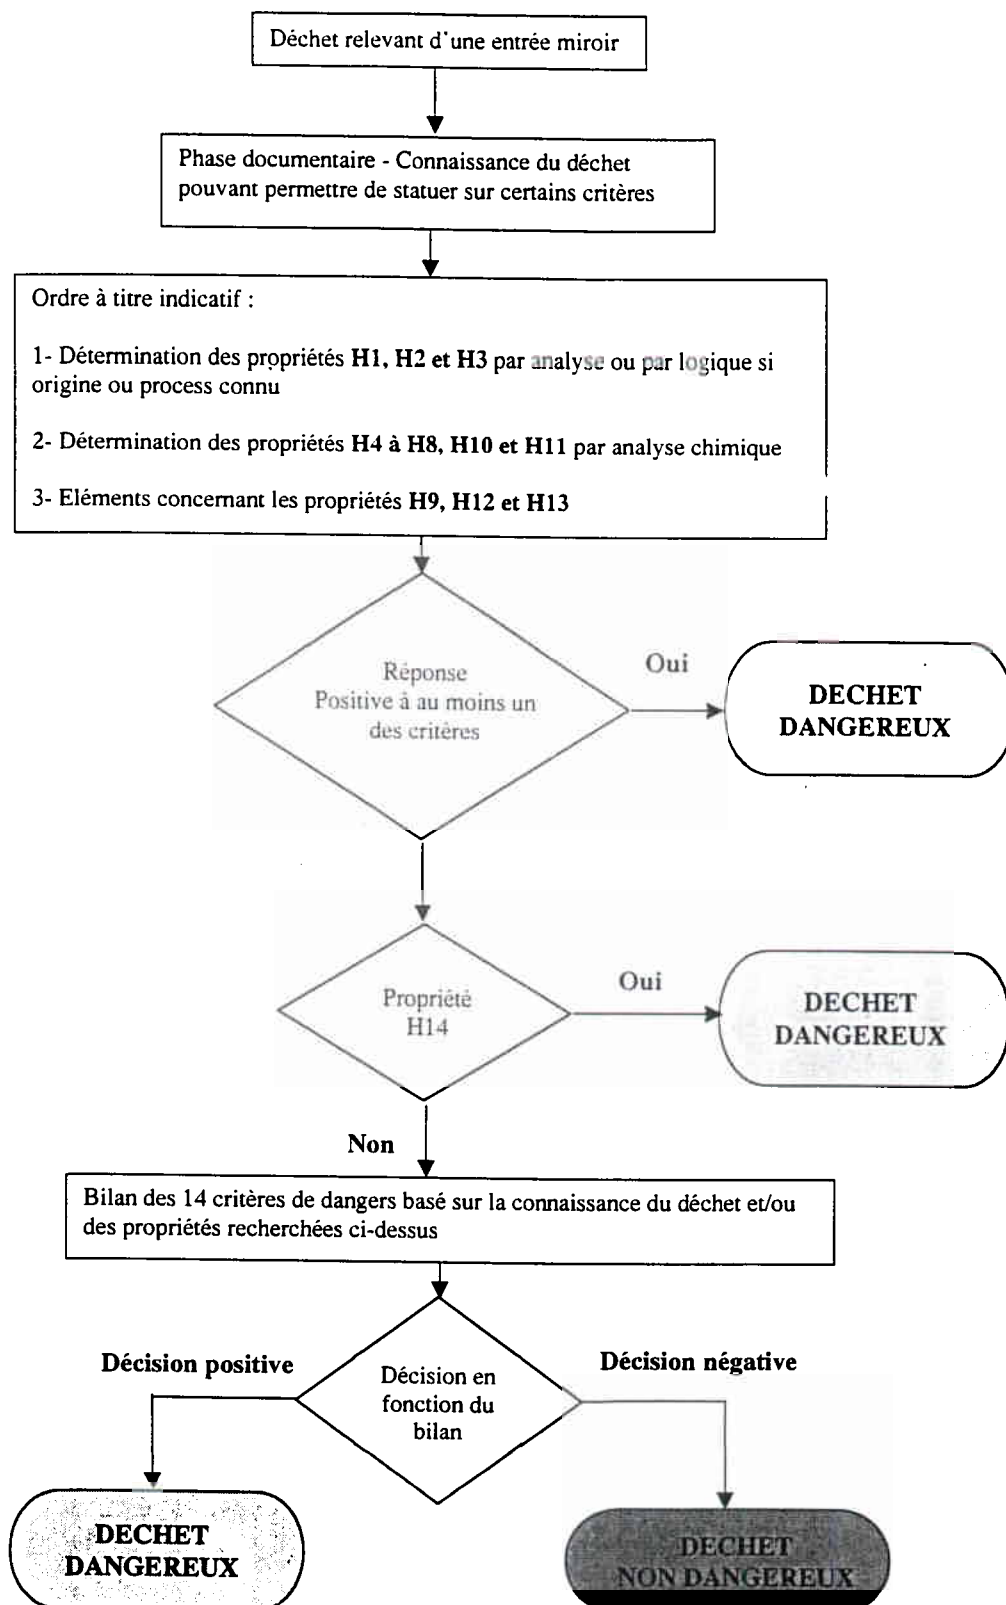 Déchet relevant d'une entrée miroir
Phase documentaire - Connaissance du déchet
pouvant permettre de statuer sur certains critères
Ordre à titre indicatif :
1- Détermination des propriétés H1, H2 et H3 par analyse ou par logique si
origine ou process connu
2- Détermination des propriétés H4 à H8, H10 et H11 par analyse chimique
3- Eléments concernant les propriétés H9, H12 et H13
Réponse
Positive à au moins un
des critères
Oui
DECHET
DANGEREUX
Propriété
H14
Oui
DECHET
DANGEREUX
Non
Bilan des 14 critères de dangers basé sur la connaissance du déchet et/ou
des propriétés recherchées ci-dessus
Décision positive
Décision en
fonction du
bilan
Décision négative
DECHET
DANGEREUX
DECHET
NON DANGEREUX